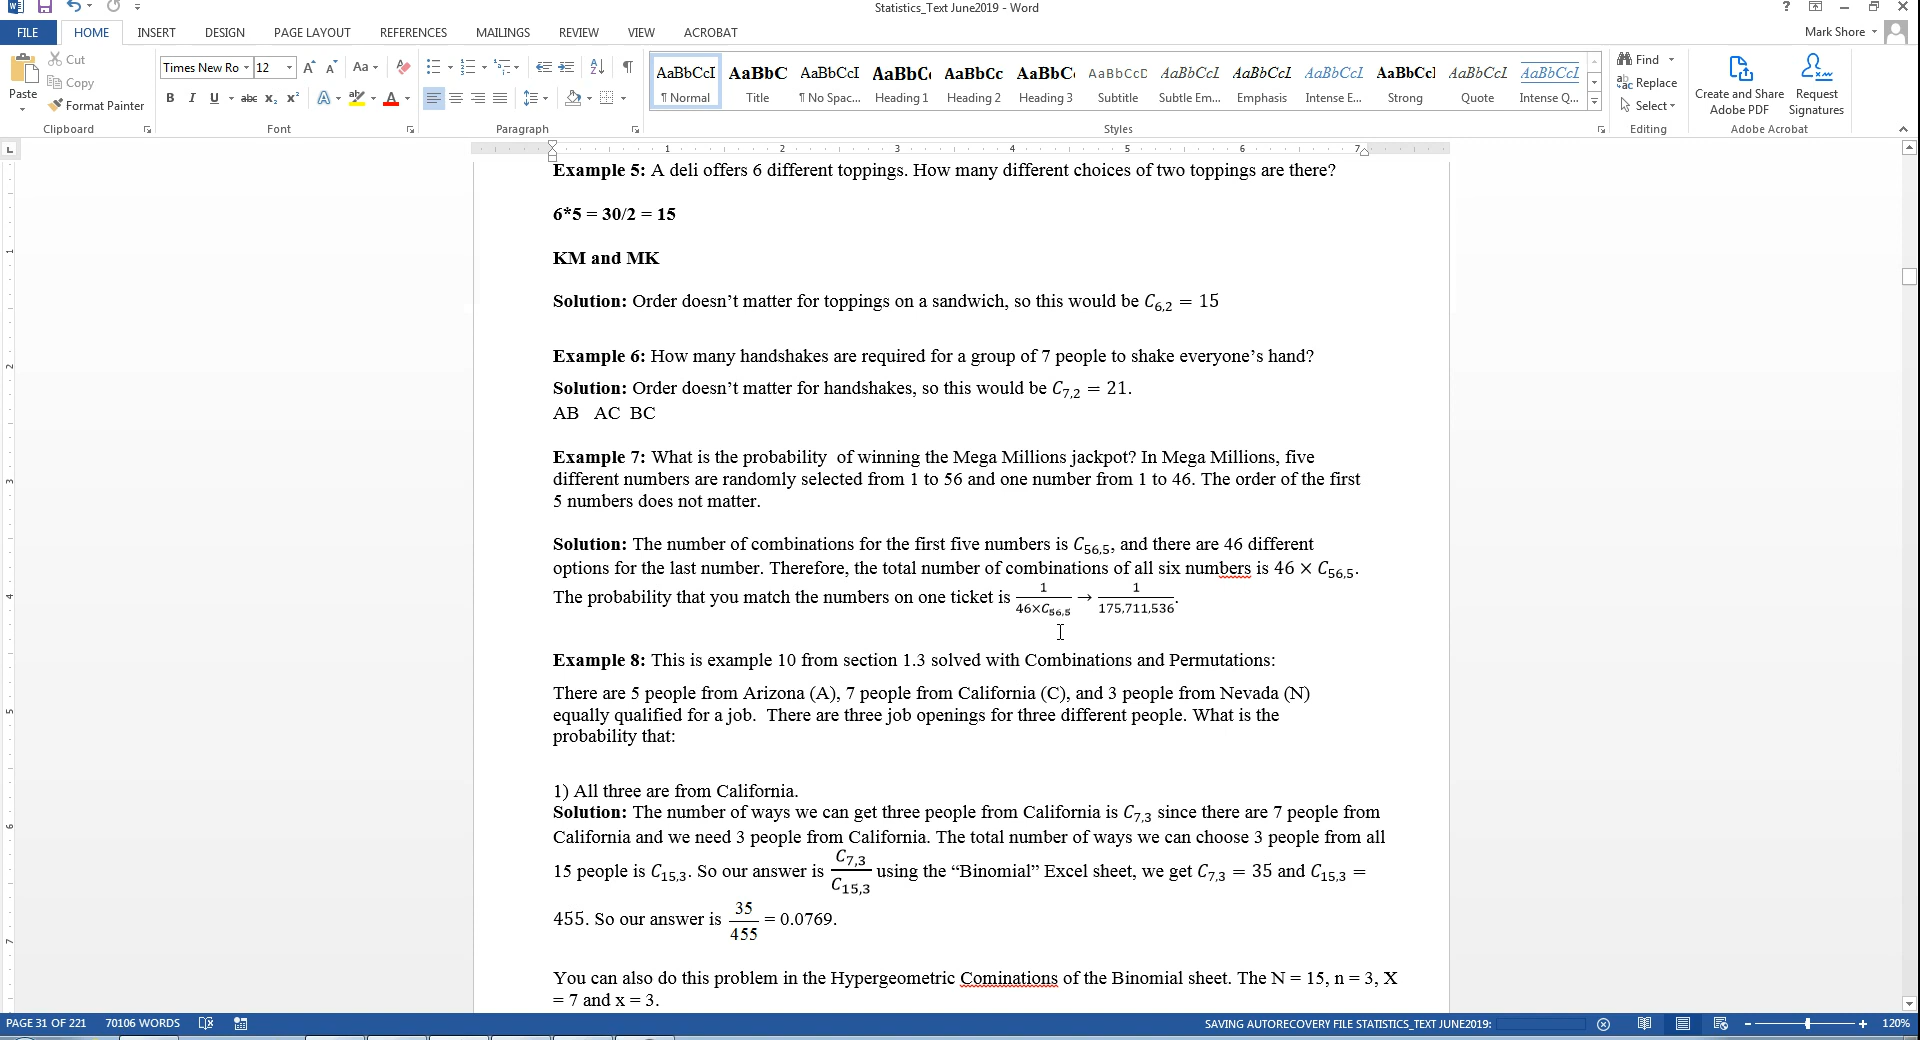 Statistics_Text June2019 - Word
FILE HOME INSERT DESIGN PAGE LAYOUT REFERENCES MAILINGS REVIEW VIEW ACROBAT Mark Shore
Paste Cut Copy Format Painter
Times New Ro 12
¶ Normal Title ¶ No Spac... Heading 1 Heading 2 Heading 3 Subtitle Subtle Em... Emphasis Intense E... Strong Quote Intense Q...
Find Replace Select
Create and Share Adobe PDF Request Signatures
Clipboard Font Paragraph Styles Editing Adobe Acrobat
Example 5: A deli offers 6 different toppings. How many different choices of two toppings are there?
6*5 = 30/2 = 15
KM and MK
Solution: Order doesn’t matter for toppings on a sandwich, so this would be C6,2 = 15
Example 6: How many handshakes are required for a group of 7 people to shake everyone’s hand?
Solution: Order doesn’t matter for handshakes, so this would be C7,2 = 21.
AB AC BC
Example 7: What is the probability of winning the Mega Millions jackpot? In Mega Millions, five
different numbers are randomly selected from 1 to 56 and one number from 1 to 46. The order of the first
5 numbers does not matter.
Solution: The number of combinations for the first five numbers is C56,5, and there are 46 different
options for the last number. Therefore, the total number of combinations of all six numbers is 46 × C56,5.
The probability that you match the numbers on one ticket is 1/(46×C56,5) → 1/175,711,536.
Example 8: This is example 10 from section 1.3 solved with Combinations and Permutations:
There are 5 people from Arizona (A), 7 people from California (C), and 3 people from Nevada (N)
equally qualified for a job. There are three job openings for three different people. What is the
probability that:
1) All three are from California.
Solution: The number of ways we can get three people from California is C7,3 since there are 7 people from
California and we need 3 people from California. The total number of ways we can choose 3 people from all
15 people is C15,3. So our answer is C7,3/C15,3 using the “Binomial” Excel sheet, we get C7,3 = 35 and C15,3 =
455. So our answer is 35/455 = 0.0769.
You can also do this problem in the Hypergeometric Cominations of the Binomial sheet. The N = 15, n = 3, X
= 7 and x = 3.
PAGE 31 OF 221 70106 WORDS SAVING AUTORECOVERY FILE STATISTICS_TEXT JUNE2019: 120%